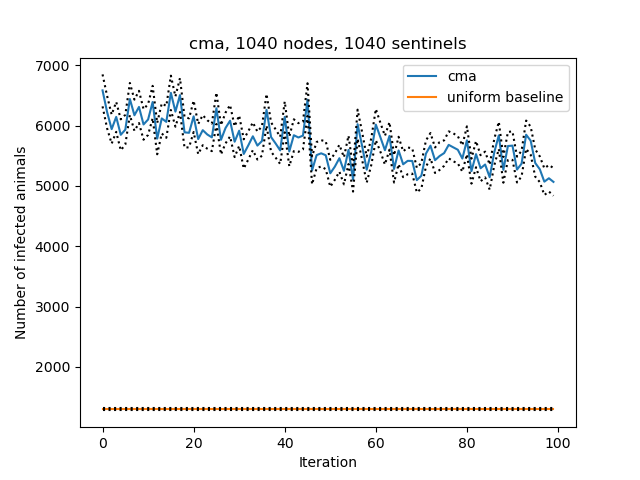 cma, 1040 nodes, 1040 sentinels
cma
uniform baseline
7000
6000
5000
4000
3000
2000
Number of infected animals
0 20 40 60 80 100
Iteration